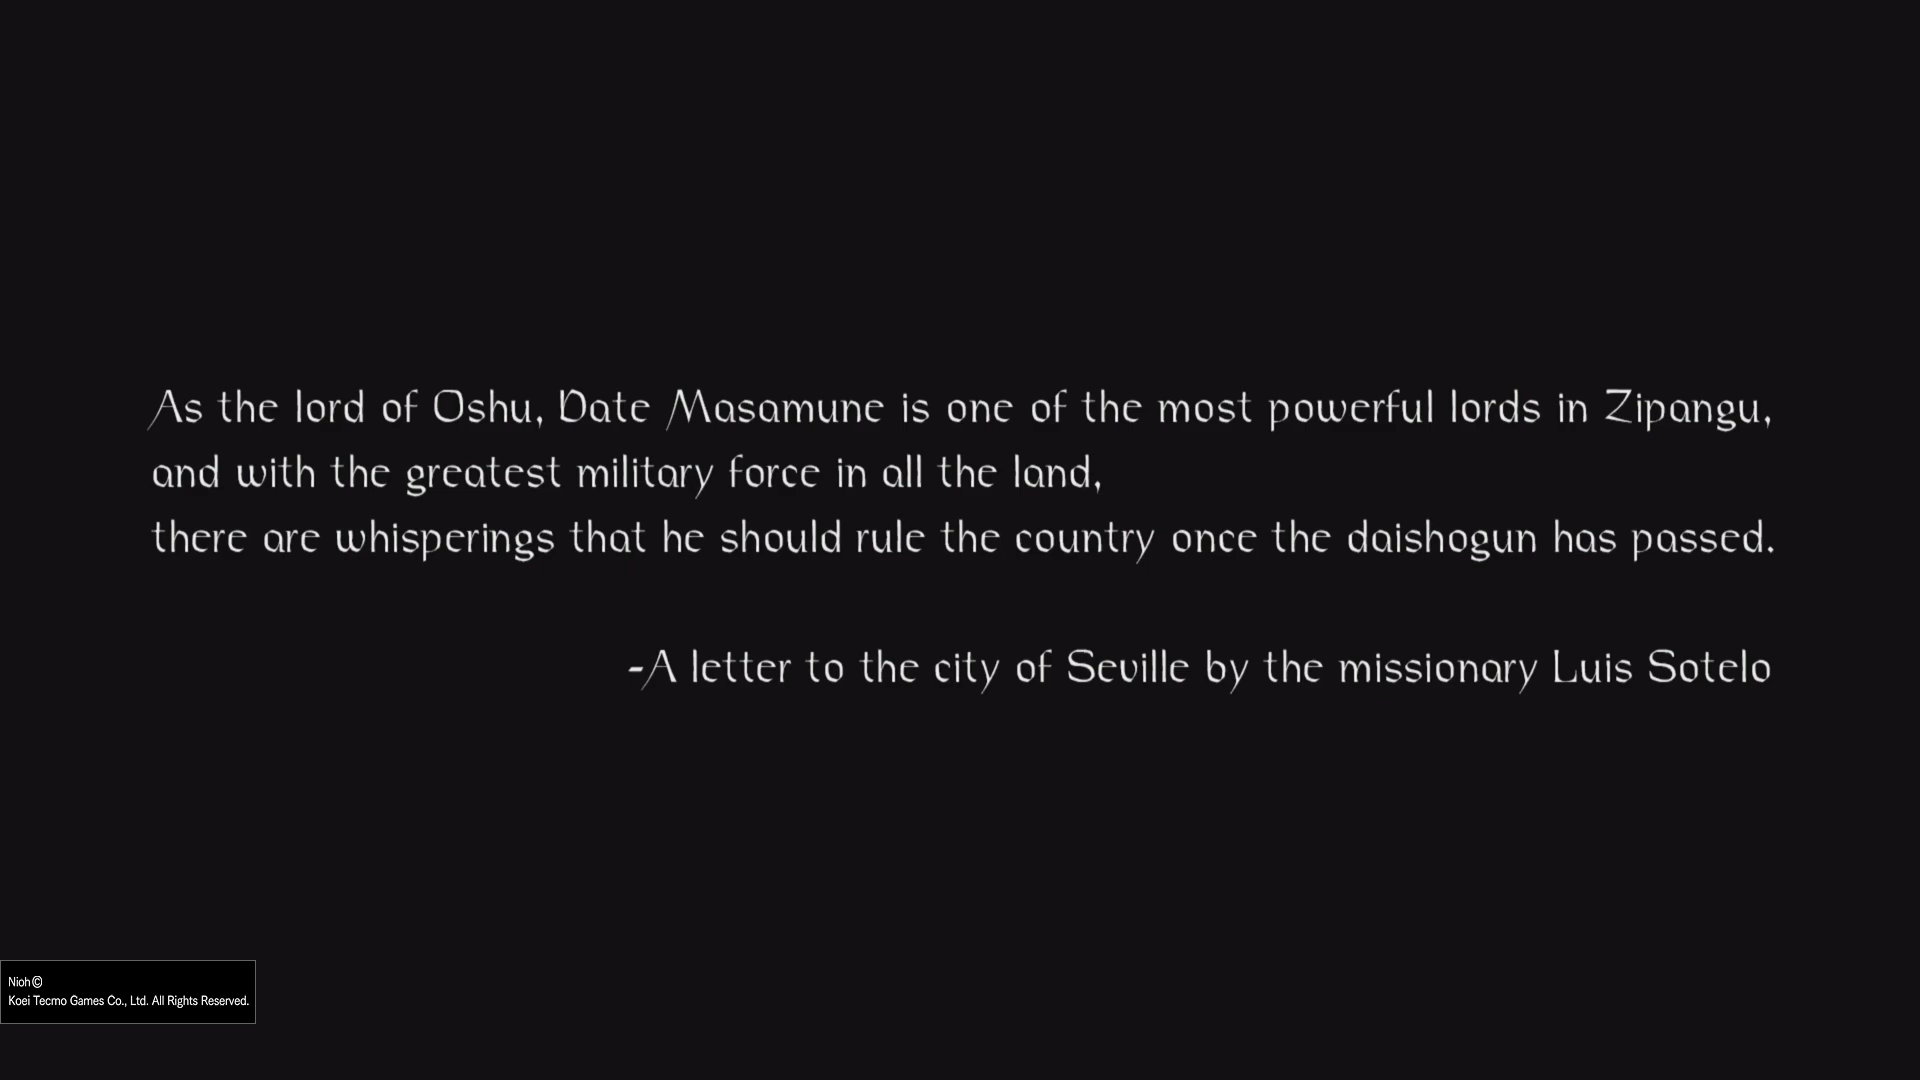 As the lord of Oshu, Date Masamune is one of the most powerful lords in Zipangu,
and with the greatest military force in all the land,
there are whisperings that he should rule the country once the daishogun has passed.
-A letter to the city of Seville by the missionary Luis Sotelo
Nioh©
Koei Tecmo Games Co., Ltd. All Rights Reserved.